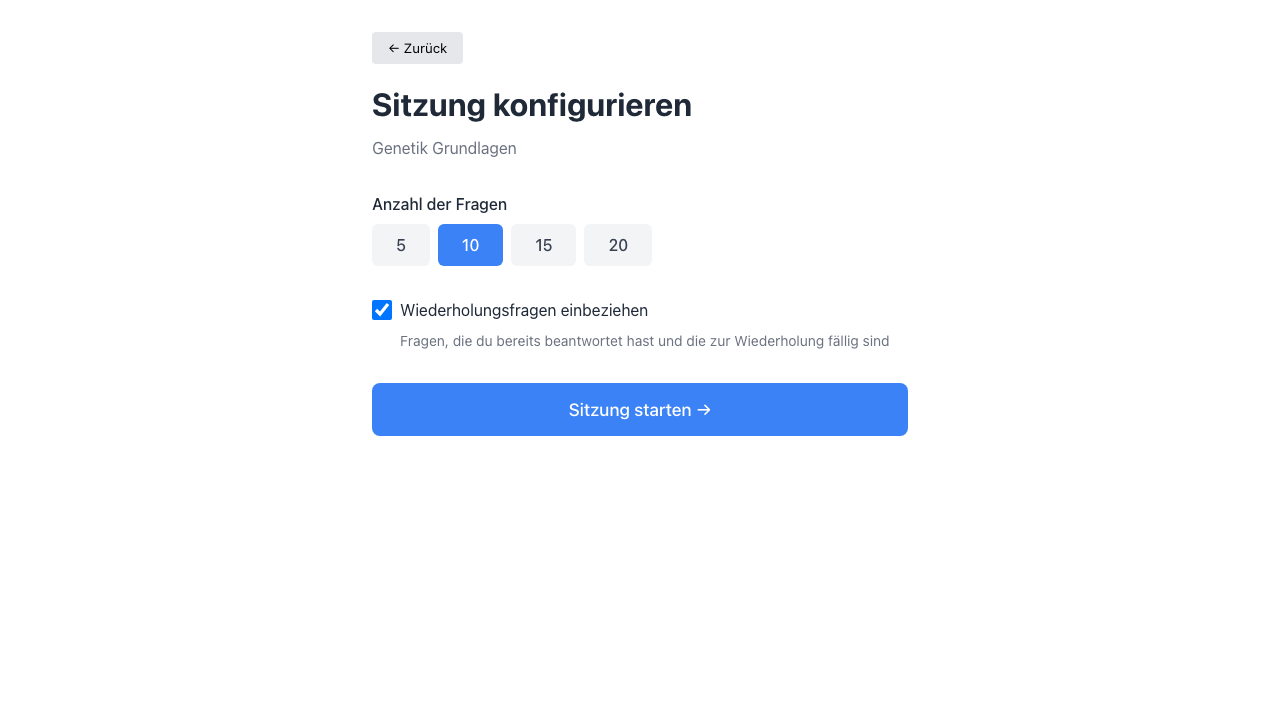 ← Zurück
Sitzung konfigurieren
Genetik Grundlagen
Anzahl der Fragen
5 10 15 20
Wiederholungsfragen einbeziehen
Fragen, die du bereits beantwortet hast und die zur Wiederholung fällig sind
Sitzung starten →